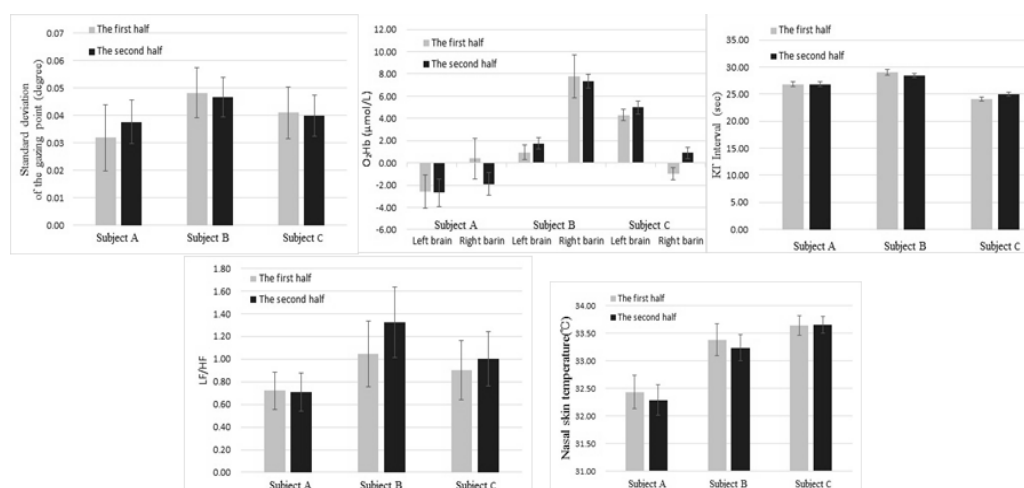 The first half
The second half
Standard deviation
of the gazing point (degree)
0.07
0.06
0.05
0.04
0.03
0.02
0.01
0.00
Subject A Subject B Subject C
The first half
The second half
O2Hb (μmol/L)
12.00
10.00
8.00
6.00
4.00
2.00
0.00
-2.00
-4.00
-6.00
Subject A Subject B Subject C
Left brain Right barin Left brain Right barin Left brain Right barin
The first half
The second half
RT Interval (sec)
35.00
30.00
25.00
20.00
15.00
10.00
5.00
0.00
Subject A Subject B Subject C
The first half
The second half
LF/HF
1.80
1.60
1.40
1.20
1.00
0.80
0.60
0.40
0.20
0.00
Subject A Subject B Subject C
The first half
The second half
Nasal skin temperature(℃)
34.00
33.50
33.00
32.50
32.00
31.50
31.00
Subject A Subject B Subject C